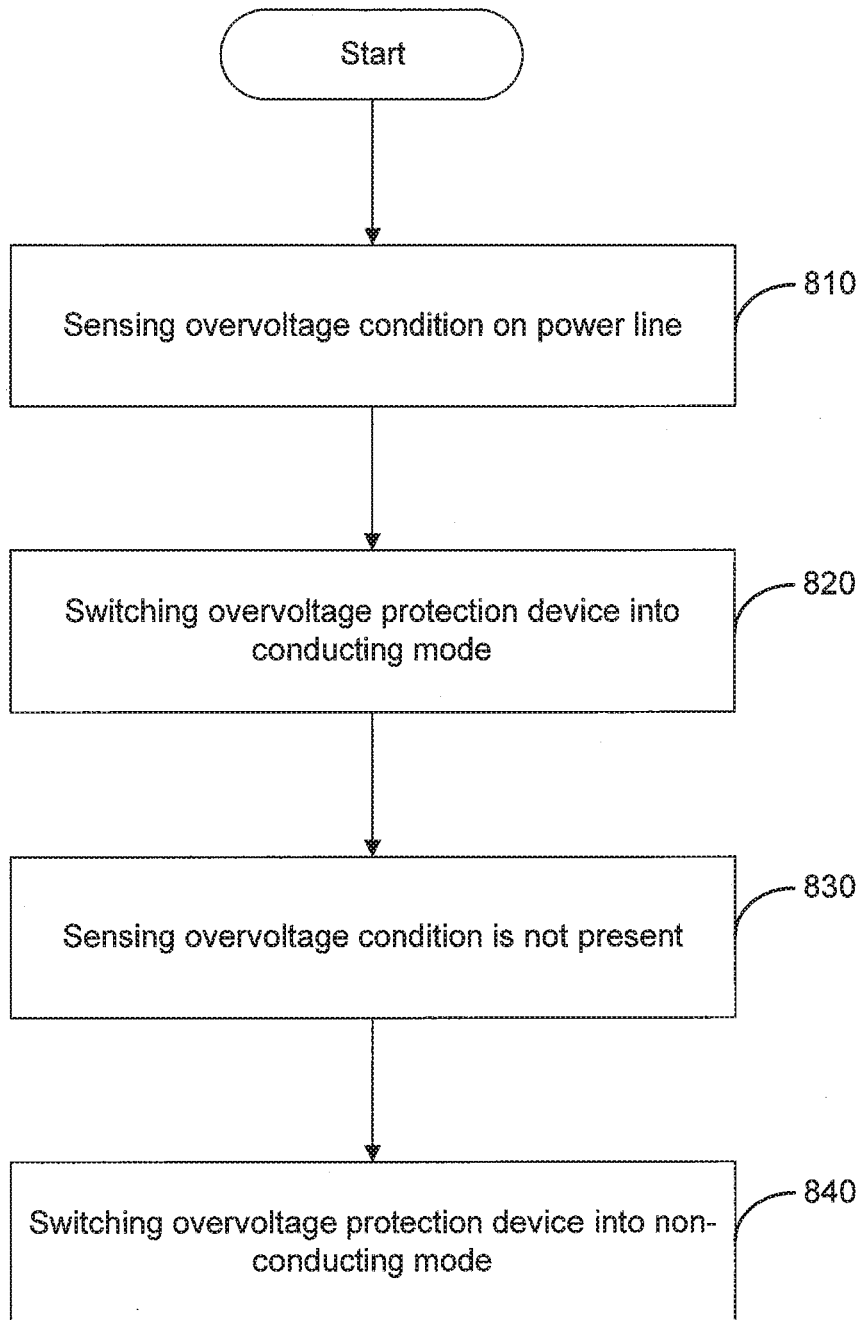 Start
810
Sensing overvoltage condition on power line
820
Switching overvoltage protection device into
conducting mode
830
Sensing overvoltage condition is not present
840
Switching overvoltage protection device into non-
conducting mode